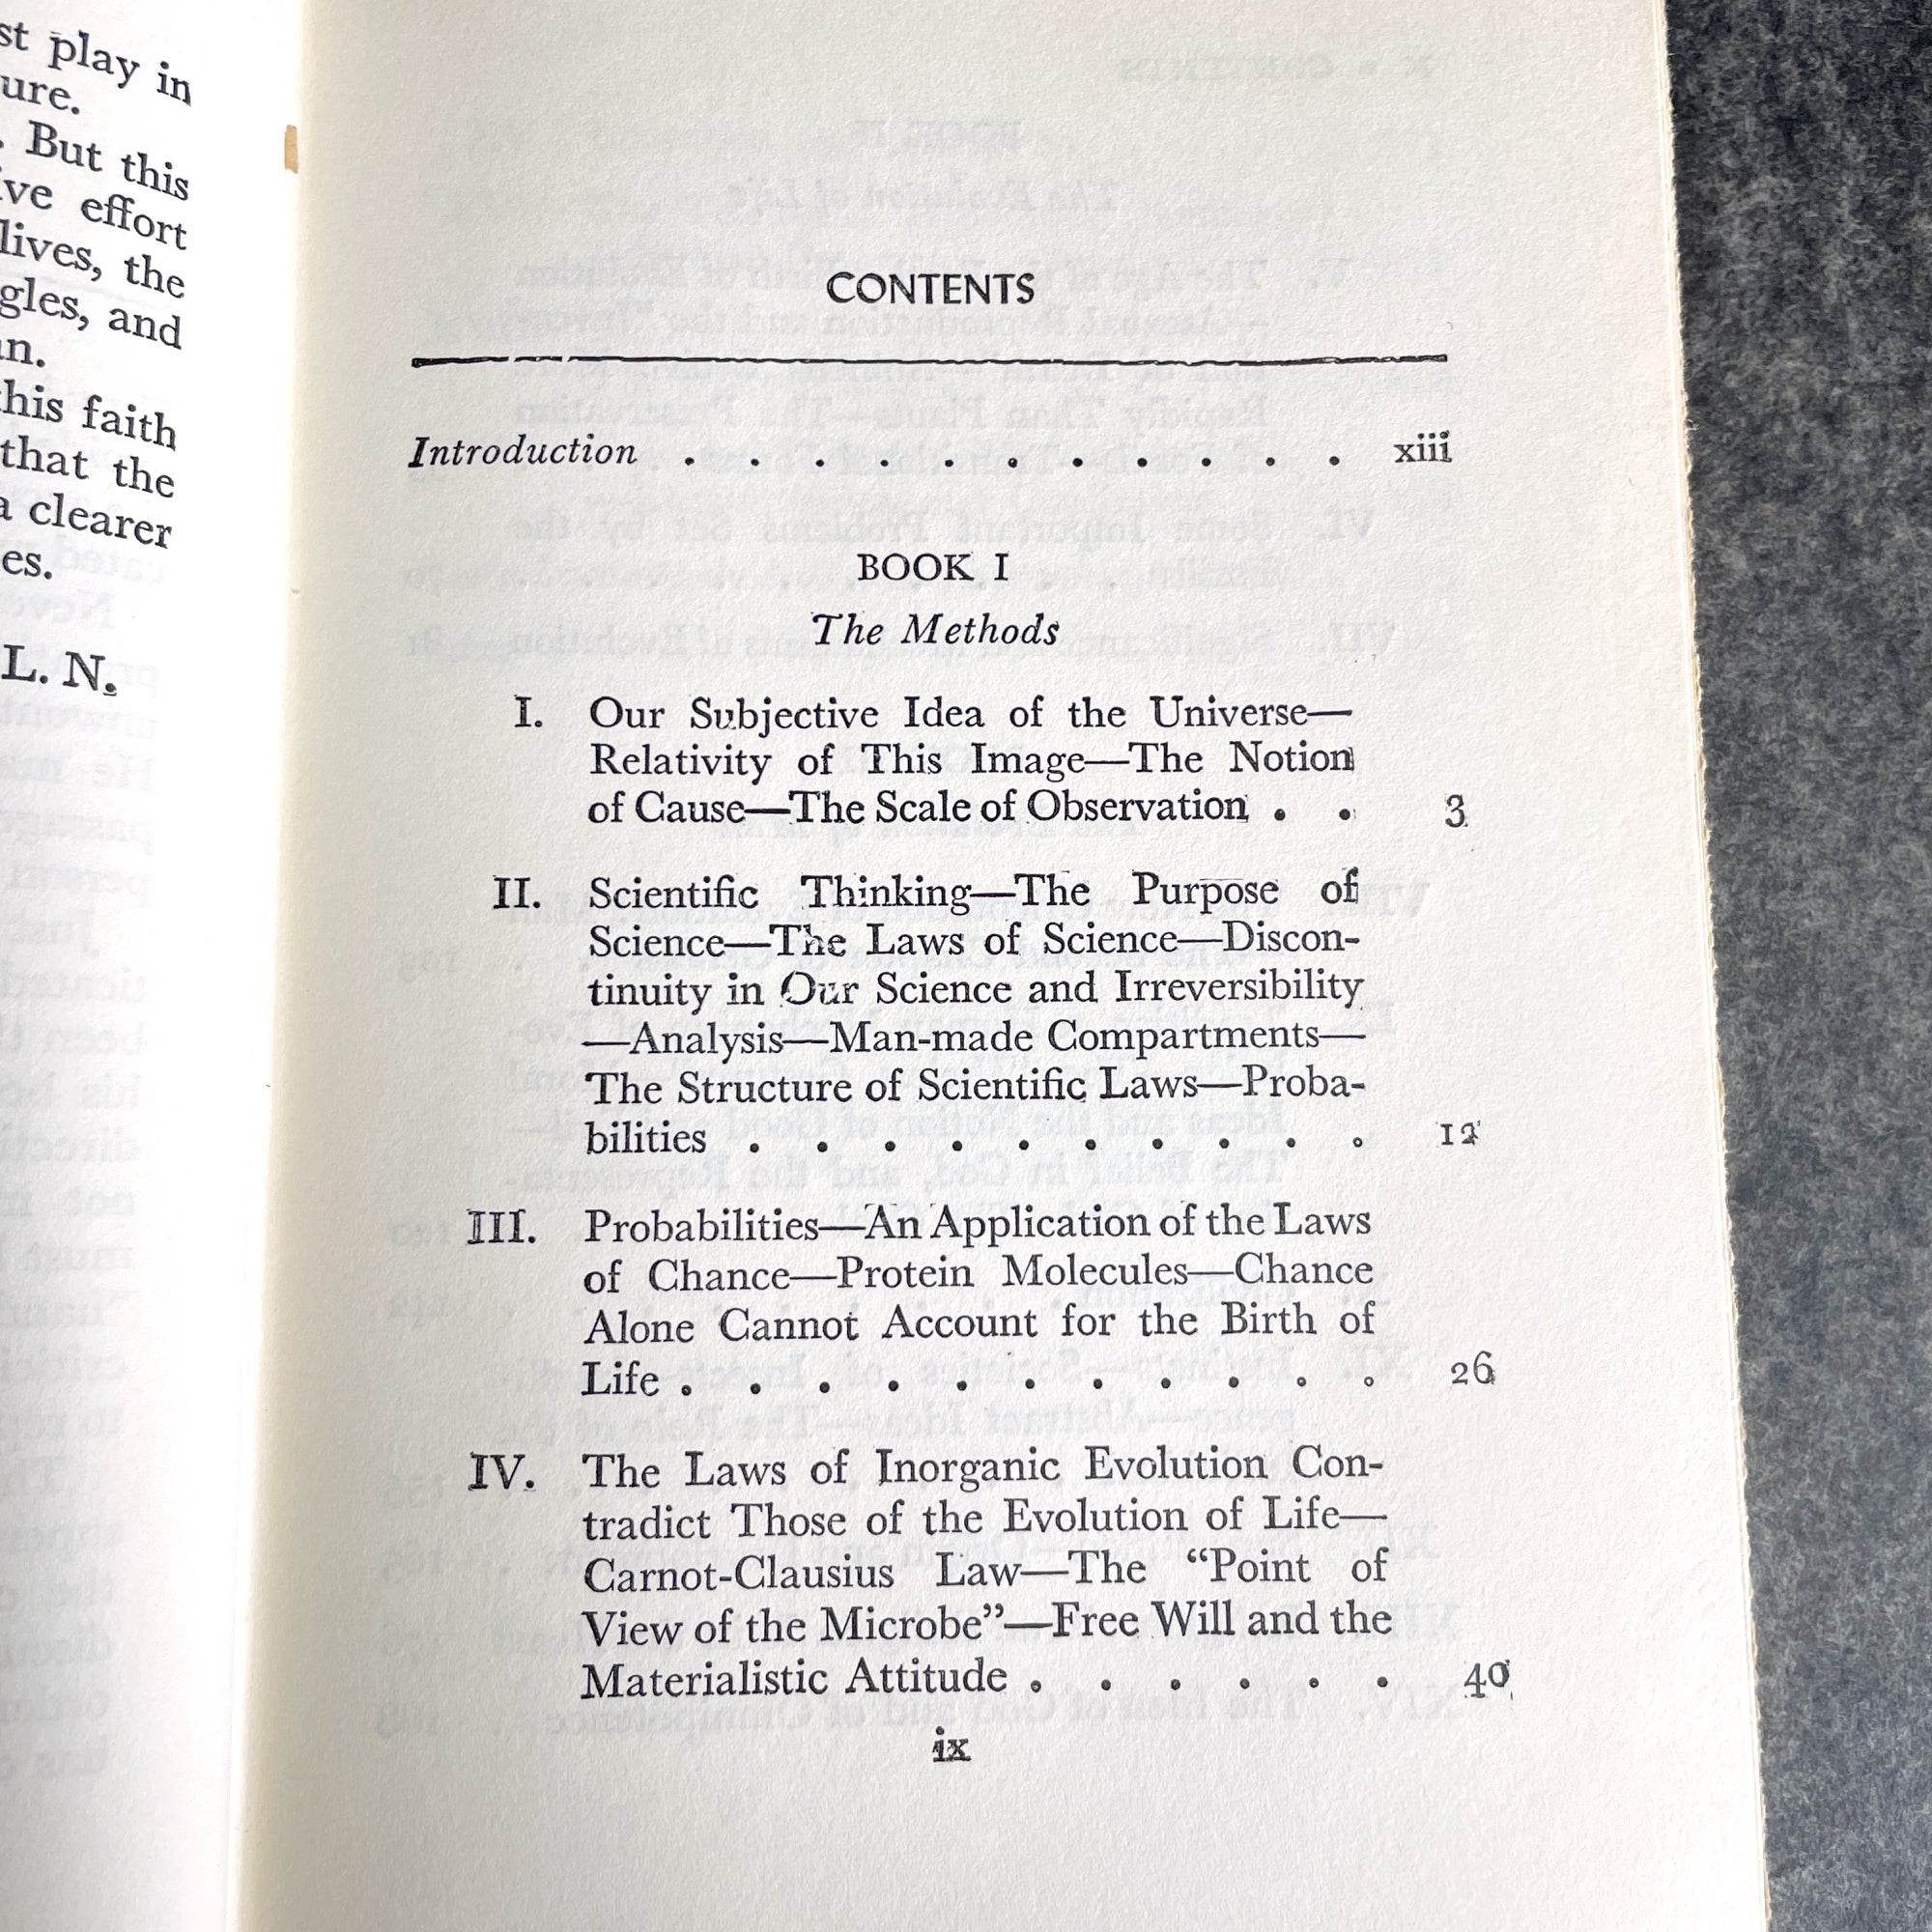 st play in
ure.
. But this
ive effort
lives, the
gles, and
an.
this faith
that the
a clearer
es.
L. N.
CONTENTS
Introduction . . . . . . . . . . . xiii
BOOK I
The Methods
I. Our Subjective Idea of the Universe—
Relativity of This Image—The Notion
of Cause—The Scale of Observation . . 3
II. Scientific Thinking—The Purpose of
Science—The Laws of Science—Discon-
tinuity in Our Science and Irreversibility
—Analysis—Man-made Compartments—
The Structure of Scientific Laws—Proba-
bilities . . . . . . . . . . 12
III. Probabilities—An Application of the Laws
of Chance—Protein Molecules—Chance
Alone Cannot Account for the Birth of
Life . . . . . . . . . . . 26
IV. The Laws of Inorganic Evolution Con-
tradict Those of the Evolution of Life—
Carnot-Clausius Law—The “Point of
View of the Microbe”—Free Will and the
Materialistic Attitude . . . . . . 40
ix